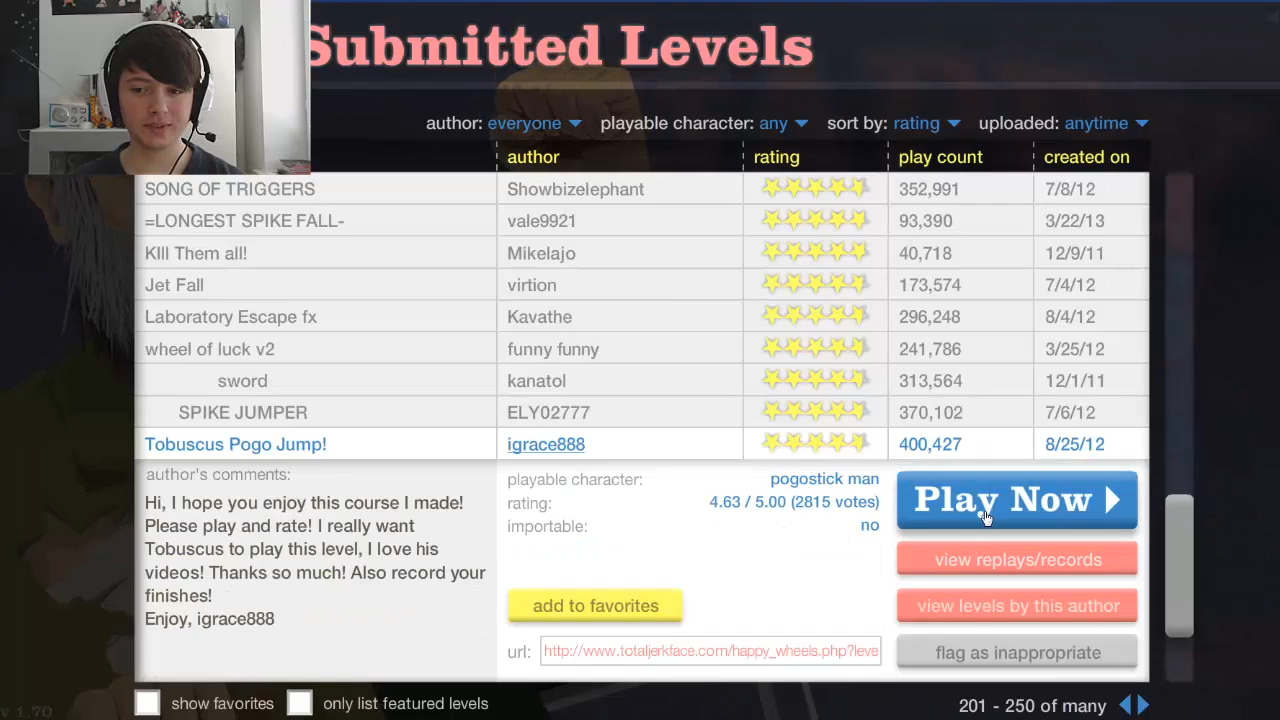 Submitted Levels
author: everyone playable character: any sort by: rating uploaded: anytime
author rating play count created on
SONG OF TRIGGERS Showbizelephant 352,991 7/8/12
=LONGEST SPIKE FALL- vale9921 93,390 3/22/13
KIll Them all! Mikelajo 40,718 12/9/11
Jet Fall virtion 173,574 7/4/12
Laboratory Escape fx Kavathe 296,248 8/4/12
wheel of luck v2 funny funny 241,786 3/25/12
sword kanatol 313,564 12/1/11
SPIKE JUMPER ELY02777 370,102 7/6/12
Tobuscus Pogo Jump! igrace888 400,427 8/25/12
author's comments:
Hi, I hope you enjoy this course I made!
Please play and rate! I really want
Tobuscus to play this level, I love his
videos! Thanks so much! Also record your
finishes!
Enjoy, igrace888
playable character: pogostick man
rating: 4.63 / 5.00 (2815 votes)
importable: no
add to favorites
url: http://www.totaljerkface.com/happy_wheels.php?leve
Play Now
view replays/records
view levels by this author
flag as inappropriate
show favorites only list featured levels
201 - 250 of many
v 1.70